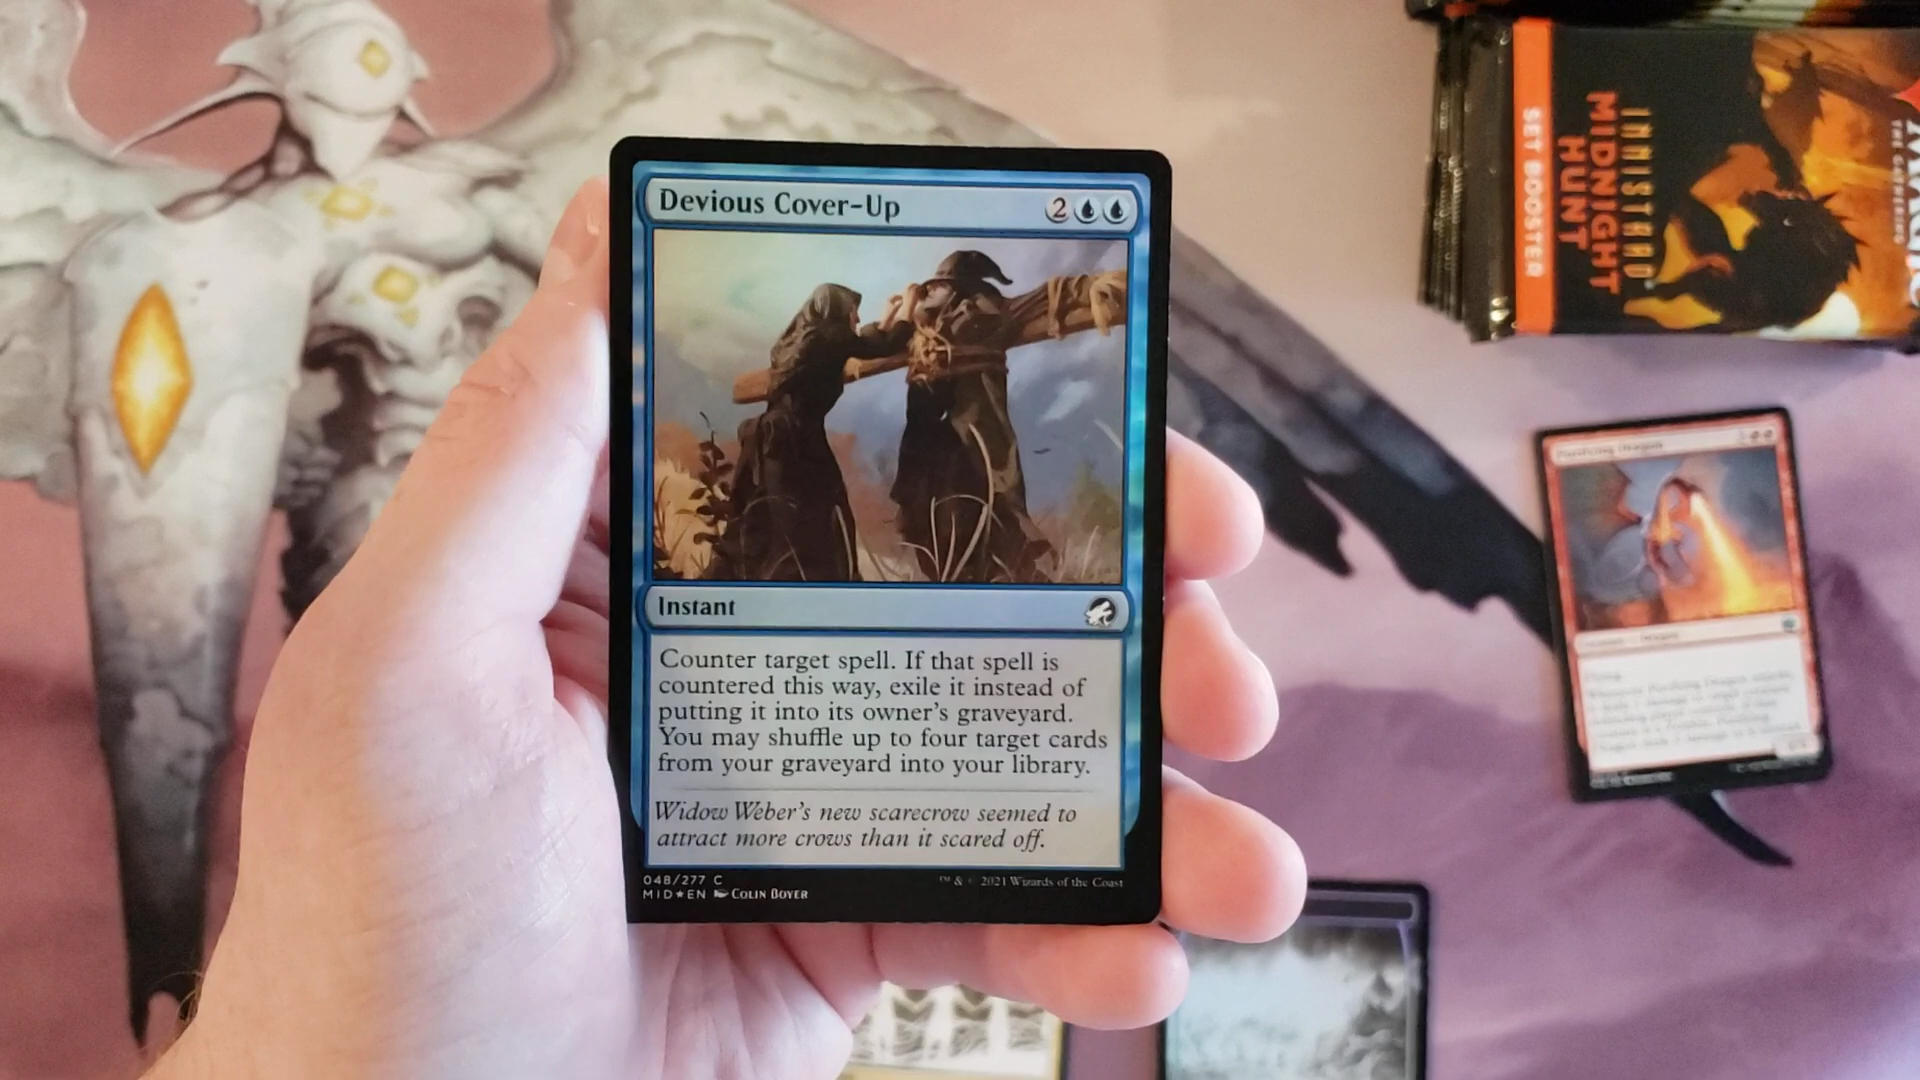 Devious Cover-Up
2
Instant
Counter target spell. If that spell is
countered this way, exile it instead of
putting it into its owner's graveyard.
You may shuffle up to four target cards
from your graveyard into your library.
Widow Weber's new scarecrow seemed to
attract more crows than it scared off.
048/277 C
MID★EN COLIN BOYER
™ & © 2021 Wizards of the Coast
INNISTRAD
MIDNIGHT
HUNT
SET BOOSTER
THE GATHERING
Purifying Dragon